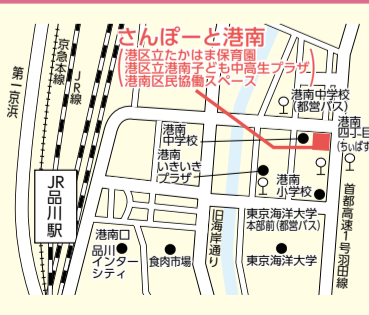 さんぽーと港南
港区立たかはま保育園
港区立港南子ども中高生プラザ
港南区民協働スペース
京急本線
JR線
第一京浜
港南中学校
(都営バス)
港南
四丁目
(ちぃばす)
港南
中学校
港南
いきいき
プラザ
港南
小学校
JR
品川駅
首都高速1号羽田線
旧海岸通り
東京海洋大学
本部前(都営バス)
港南口
品川
インター
シティ
食肉市場
東京海洋大学